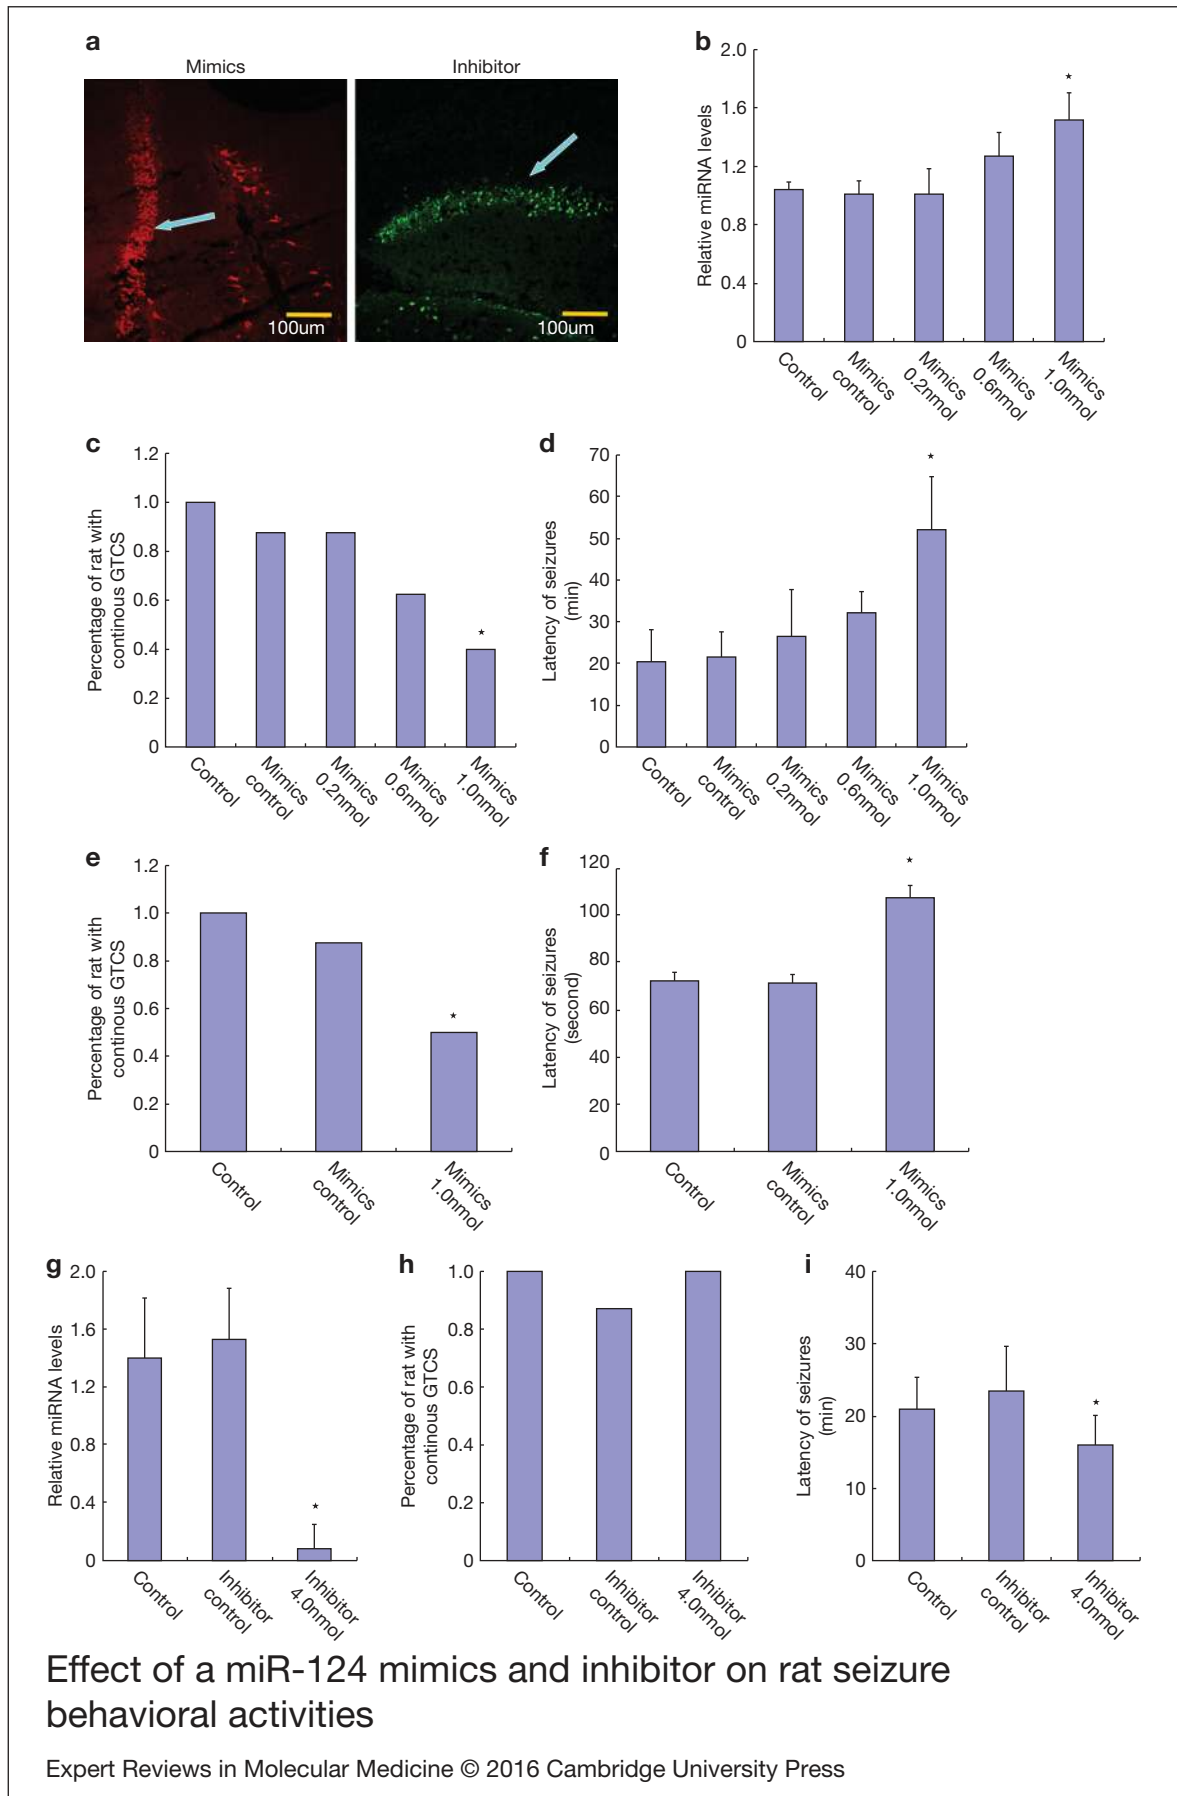 a
Mimics
Inhibitor
100um
100um
b
Relative miRNA levels
2.0
1.6
1.2
0.8
0.4
0
★
Control
Mimics
control
Mimics
0.2nmol
Mimics
0.6nmol
Mimics
1.0nmol
c
Percentage of rat with
continous GTCS
1.2
1.0
0.8
0.6
0.4
0.2
0
★
Control
Mimics
control
Mimics
0.2nmol
Mimics
0.6nmol
Mimics
1.0nmol
d
Latency of seizures
(min)
70
60
50
40
30
20
10
0
★
Control
Mimics
control
Mimics
0.2nmol
Mimics
0.6nmol
Mimics
1.0nmol
e
Percentage of rat with
continous GTCS
1.2
1.0
0.8
0.6
0.4
0.2
0
★
Control
Mimics
control
Mimics
1.0nmol
f
Latency of seizures
(second)
120
100
80
60
40
20
0
★
Control
Mimics
control
Mimics
1.0nmol
g
Relative miRNA levels
2.0
1.6
1.2
0.8
0.4
0
★
Control
Inhibitor
control
Inhibitor
4.0nmol
h
Percentage of rat with
continous GTCS
1.0
0.8
0.6
0.4
0.2
0
Control
Inhibitor
control
Inhibitor
4.0nmol
i
Latency of seizures
(min)
40
30
20
10
0
★
Control
Inhibitor
control
Inhibitor
4.0nmol
Effect of a miR-124 mimics and inhibitor on rat seizure
behavioral activities
Expert Reviews in Molecular Medicine © 2016 Cambridge University Press